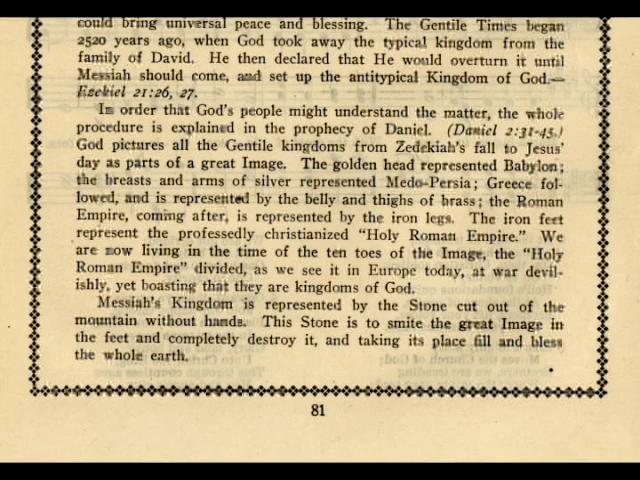 could bring universal peace and blessing. The Gentile Times began
2520 years ago, when God took away the typical kingdom from the
family of David. He then declared that He would overturn it until
Messiah should come, and set up the antitypical Kingdom of God.—
Ezekiel 21:26, 27.
In order that God's people might understand the matter, the whole
procedure is explained in the prophecy of Daniel. (Daniel 2:31-45.)
God pictures all the Gentile kingdoms from Zedekiah's fall to Jesus'
day as parts of a great Image. The golden head represented Babylon;
the breasts and arms of silver represented Medo-Persia; Greece fol-
lowed, and is represented by the belly and thighs of brass; the Roman
Empire, coming after, is represented by the iron legs. The iron feet
represent the professedly christianized "Holy Roman Empire." We
are now living in the time of the ten toes of the Image, the "Holy
Roman Empire" divided, as we see it in Europe today, at war devil-
ishly, yet boasting that they are kingdoms of God.
Messiah's Kingdom is represented by the Stone cut out of the
mountain without hands. This Stone is to smite the great Image in
the feet and completely destroy it, and taking its place fill and bless
the whole earth.
81